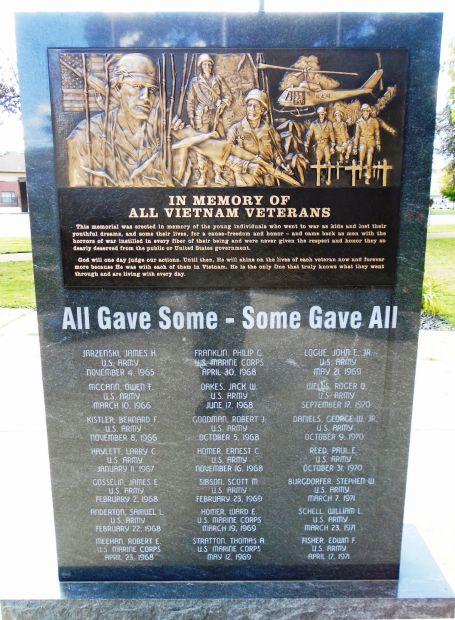 IN MEMORY OF
ALL VIETNAM VETERANS
This memorial was erected in memory of the young individuals who went to war as kids and lost their
youthful dreams, and some their lives, for a cause-freedom and honor - and came back as men with the
horrors of war instilled in every fiber of their being and were never given the respect and honor they so
dearly deserved from the public or United States government.
God will one day judge our actions. Until then, He will shine on the lives of each veteran now and forever
more because He was with each of them in Vietnam. He is the only One that truly knows what they went
through and are living with every day.
All Gave Some - Some Gave All
JARZENSKI, JAMES H.
U.S. ARMY
NOVEMBER 4, 1965
MCCANN, OWEN F.
U.S. ARMY
MARCH 10, 1966
KISTLER, BERNARD F.
U.S. ARMY
NOVEMBER 8, 1966
HAYLETT, LARRY C.
U.S. ARMY
JANUARY 11, 1967
GOSSELIN, JAMES E.
U.S. ARMY
FEBRUARY 2, 1968
ANDERTON, SAMUEL L.
U.S. ARMY
FEBRUARY 22, 1968
MEEHAN, ROBERT E.
U.S. MARINE CORPS
APRIL 23, 1968
FRANKLIN, PHILIP G.
U.S. MARINE CORPS
APRIL 30, 1968
OAKES, JACK W.
U.S. ARMY
JUNE 17, 1968
GOODMAN, ROBERT J.
U.S. ARMY
OCTOBER 5, 1968
HOMER, ERNEST C.
U.S. ARMY
NOVEMBER 16, 1968
SIBSON, SCOTT M.
U.S. ARMY
FEBRUARY 23, 1969
HOMER, WARD E.
U.S. MARINE CORPS
MARCH 19, 1969
STRATTON, THOMAS A.
U.S. MARINE CORPS
MAY 12, 1969
LOGUE, JOHN E., JR.
U.S. ARMY
MAY 21, 1969
WELLS, ROGER D.
U.S. ARMY
SEPTEMBER 17, 1970
DANIELS, GEORGE W., JR.
U.S. ARMY
OCTOBER 9, 1970
REED, PAUL E.
U.S. ARMY
OCTOBER 31, 1970
BURGDORFER, STEPHEN W.
U.S. ARMY
MARCH 7, 1971
SCHELL, WILLIAM L.
U.S. ARMY
MARCH 23, 1971
FISHER, EDWIN F.
U.S. ARMY
APRIL 17, 1971